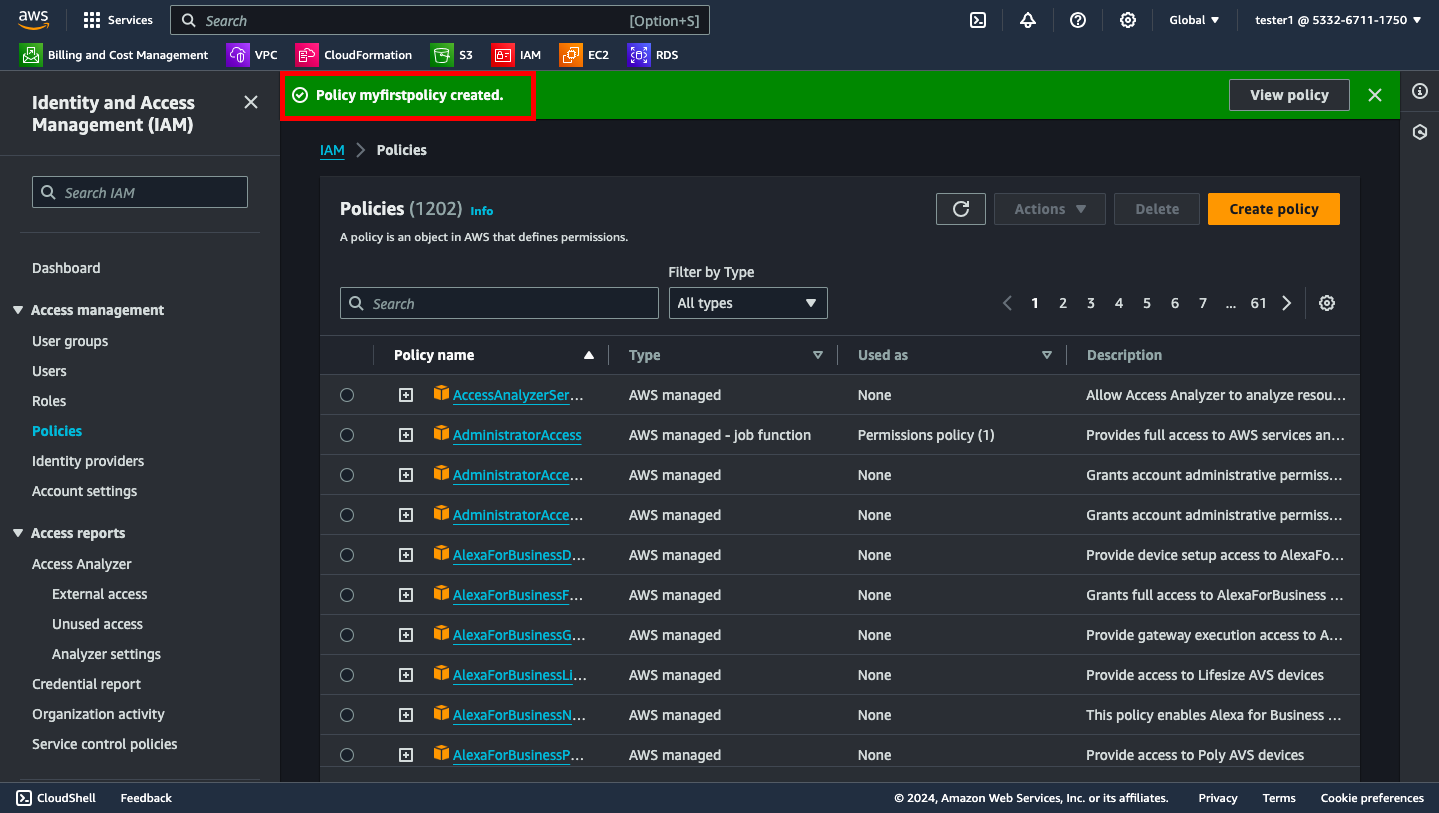 aws
Services
Search
[Option+S]
Global
tester1 @ 5332-6711-1750
Billing and Cost Management
VPC
CloudFormation
S3
IAM
EC2
RDS
Identity and Access
Management (IAM)
Search IAM
Dashboard
Access management
User groups
Users
Roles
Policies
Identity providers
Account settings
Access reports
Access Analyzer
External access
Unused access
Analyzer settings
Credential report
Organization activity
Service control policies
Policy myfirstpolicy created.
View policy
IAM > Policies
Policies (1202) Info
A policy is an object in AWS that defines permissions.
Actions
Delete
Create policy
Filter by Type
Search
All types
1 2 3 4 5 6 7 ... 61
Policy name Type Used as Description
AccessAnalyzerSer... AWS managed None Allow Access Analyzer to analyze resou...
AdministratorAccess AWS managed - job function Permissions policy (1) Provides full access to AWS services an...
AdministratorAcce... AWS managed None Grants account administrative permiss...
AdministratorAcce... AWS managed None Grants account administrative permiss...
AlexaForBusinessD... AWS managed None Provide device setup access to AlexaFo...
AlexaForBusinessF... AWS managed None Grants full access to AlexaForBusiness ...
AlexaForBusinessG... AWS managed None Provide gateway execution access to A...
AlexaForBusinessLi... AWS managed None Provide access to Lifesize AVS devices
AlexaForBusinessN... AWS managed None This policy enables Alexa for Business ...
AlexaForBusinessP... AWS managed None Provide access to Poly AVS devices
CloudShell
Feedback
© 2024, Amazon Web Services, Inc. or its affiliates.
Privacy
Terms
Cookie preferences